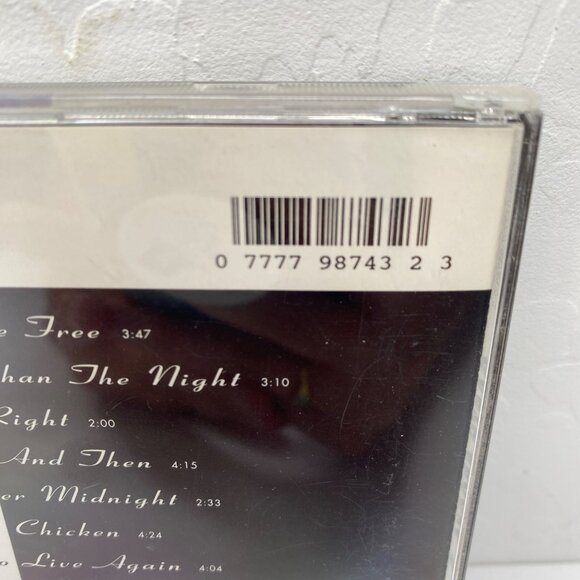 0 7777 98743 2 3
e Free 3:47
Than The Night 3:10
Right 2:00
And Then 4:15
er Midnight 2:33
Chicken 4:24
o Live Again 4:04